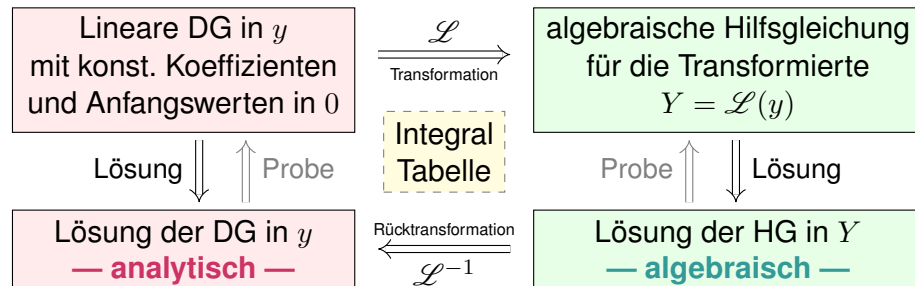 Lineare DG in y
mit konst. Koeffizienten
und Anfangswerten in 0
ℒ
Transformation
algebraische Hilfsgleichung
für die Transformierte
Y = ℒ(y)
Integral
Tabelle
Lösung
Probe
Probe
Lösung
Lösung der DG in y
— analytisch —
Rücktransformation
ℒ⁻¹
Lösung der HG in Y
— algebraisch —